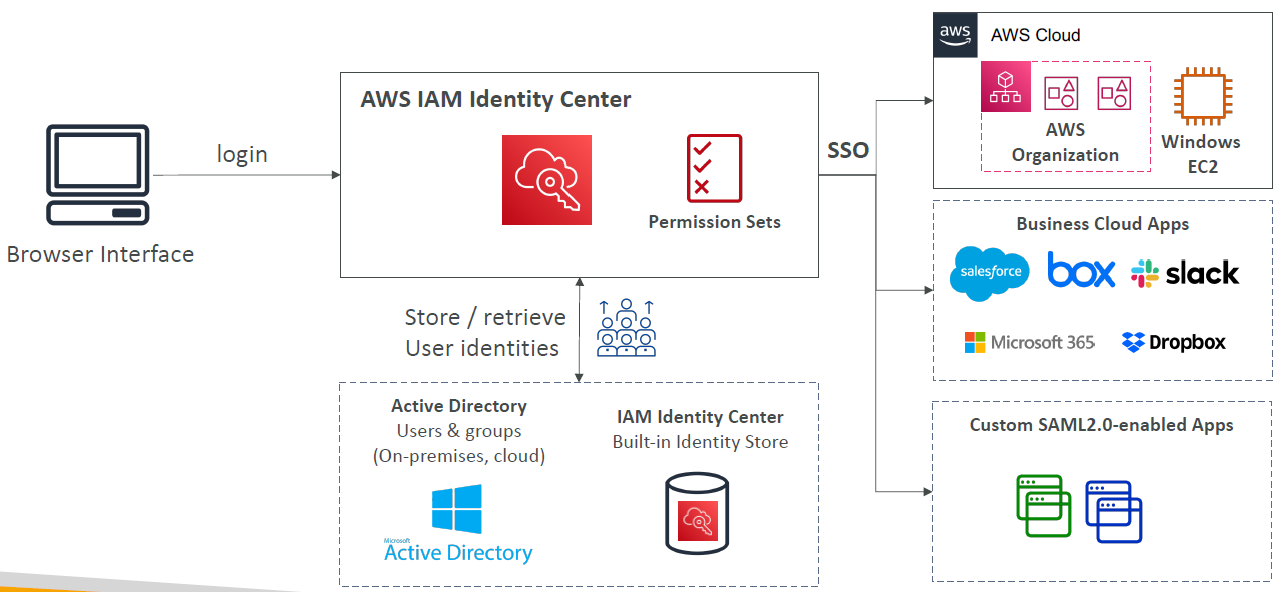 aws
AWS Cloud
AWS IAM Identity Center
AWS
Organization
Windows
EC2
login
SSO
Permission Sets
Browser Interface
Business Cloud Apps
salesforce
box
slack
Microsoft 365
Dropbox
Store / retrieve
User identities
Active Directory
Users & groups
(On-premises, cloud)
Microsoft
Active Directory
IAM Identity Center
Built-in Identity Store
Custom SAML2.0-enabled Apps